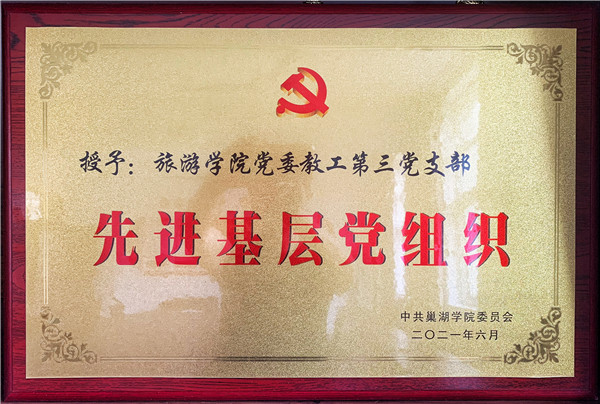 授予：旅游学院党委教工第三党支部
先进基层党组织
中共巢湖学院委员会
二〇二一年六月